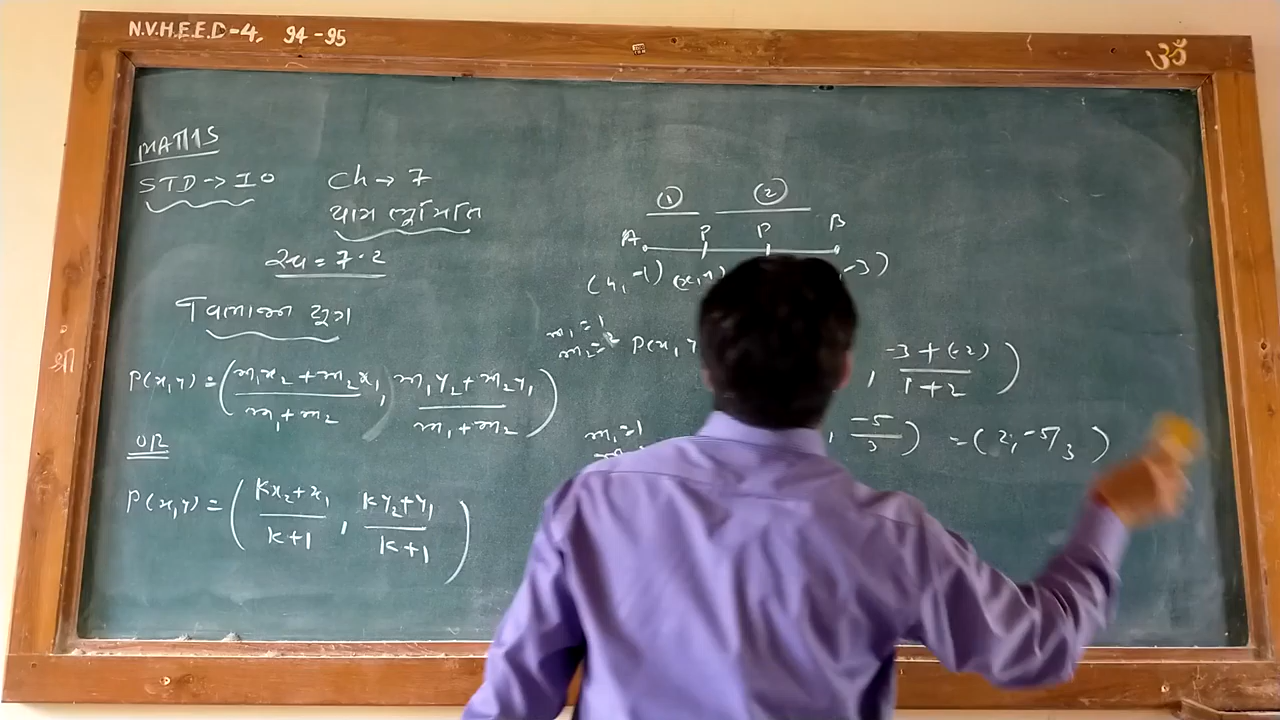 N.V.H.E.E.D-4, 94-95
ૐ
શ્રી
MATHS
STD → 10
Ch → 7
યામ ભૂમિતિ
સ્વા = 7.2
વિભાજન સૂત્ર
P(x,y) = (m₁x₂ + m₂x₁ / m₁ + m₂ , m₁y₂ + m₂y₁ / m₁ + m₂)
OR
P(x,y) = (kx₂ + x₁ / k + 1 , ky₂ + y₁ / k + 1)
① ②
A P P B
(4, -1) (x, y) , -3)
m₁ = 1
m₂ = 2
P(x, y , -3 + (-2) / 1 + 2)
m₁ = 1
, -5 / 3) = (2, -5/3)